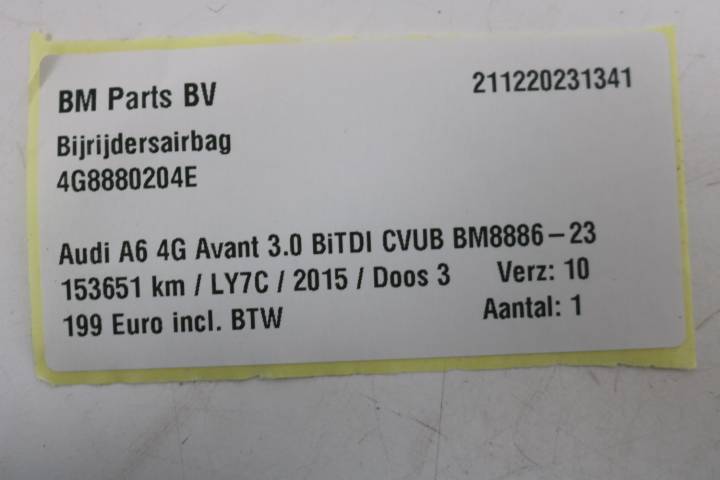 BM Parts BV 211220231341
Bijrijdersairbag
4G8880204E
Audi A6 4G Avant 3.0 BiTDI CVUB BM8886-23
153651 km / LY7C / 2015 / Doos 3 Verz: 10
199 Euro incl. BTW Aantal: 1